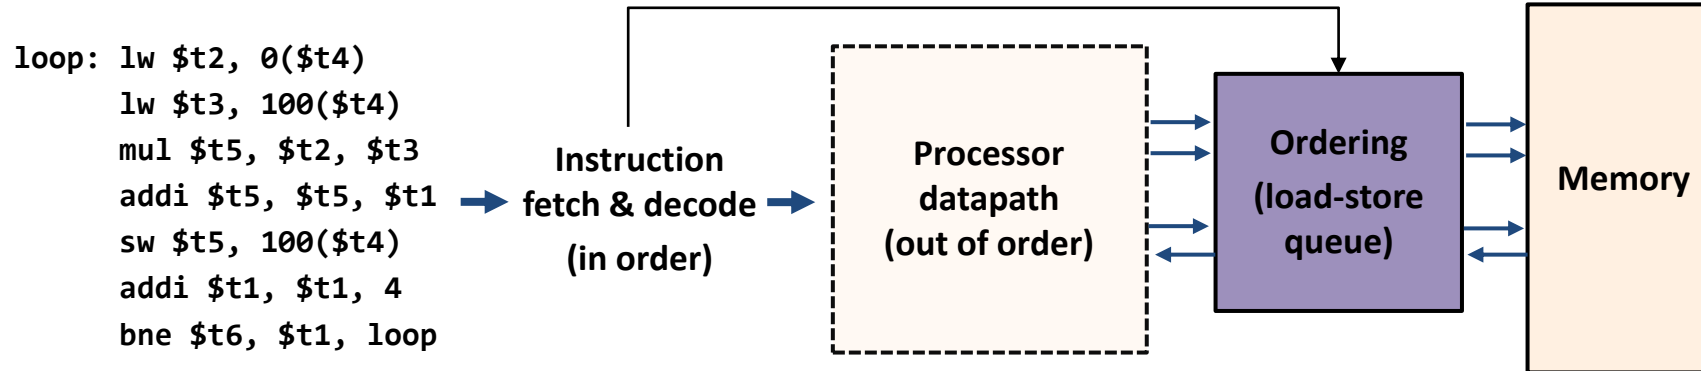 loop: lw $t2, 0($t4)
lw $t3, 100($t4)
mul $t5, $t2, $t3
addi $t5, $t5, $t1
sw $t5, 100($t4)
addi $t1, $t1, 4
bne $t6, $t1, loop
Instruction
fetch & decode
(in order)
Processor
datapath
(out of order)
Ordering
(load-store
queue)
Memory